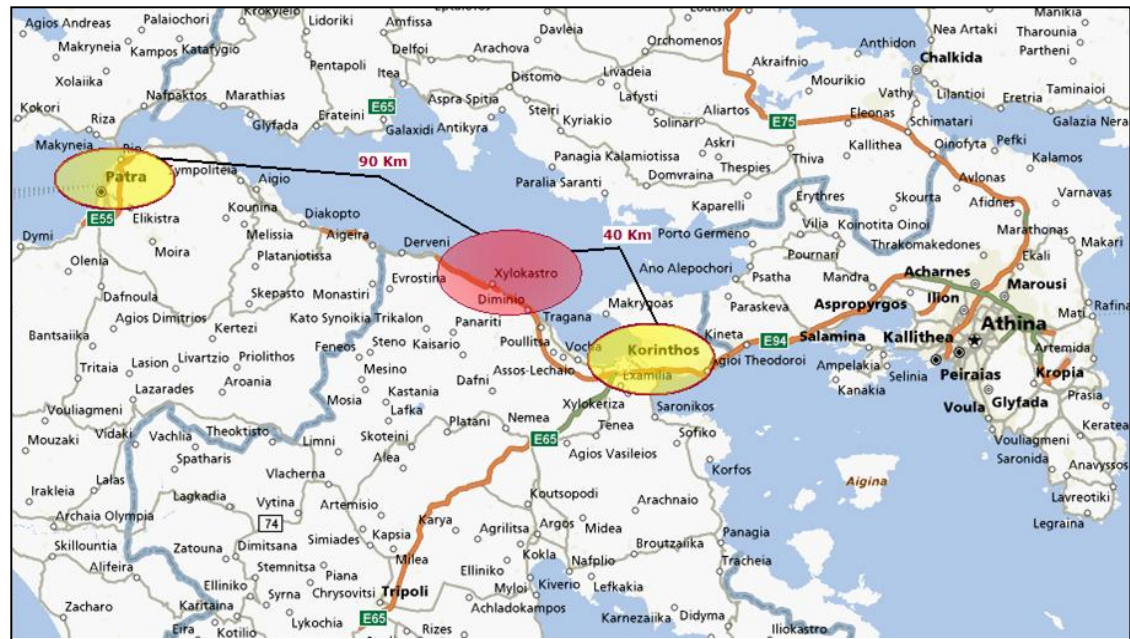 Agios Andreas
Palaiochori
Krokyleio
Lidoriki
Amfissa
Eptalofos
Davleia
Loutsio
Makryneia
Kampos
Katafygio
Pentapoli
Delfoi
Arachova
Orchomenos
Akraifnio
Anthidon
Nea Artaki
Manikia
Tharounia
Partheni
Xolaiika
Itea
Distomo
Livadeia
Mourikio
Chalkida
Kokori
Nafpaktos
Marathias
Erateini
E65
Aspra Spitia
Steiri
Lafysti
Aliartos
Vathy
Lilantioi
Eretria
Taminaioi
Riza
Glyfada
Galaxidi
Antikyra
Kyriakio
Solinari
E75
Eleonas
Schimatari
Galazia Nera
Makyneia
Rio
90 Km
Panagia Kalamiotissa
Askri
Thiva
Kallithea
Oinofyta
Pefki
Kalamos
Patra
Sympoliteia
Aigio
Paralia Saranti
Domvraina
Thespies
Erythres
Skourta
Avlonas
Varnavas
E55
Elikistra
Kounina
Diakopto
Kaparelli
Vilia
Koinotita Oinoi
Afidnes
Dymi
Moira
Melissia
Aigeira
Derveni
40 Km
Porto Germeno
Thrakomakedones
Marathonas
Makari
Olenia
Plataniotissa
Evrostina
Xylokastro
Ano Alepochori
Pournari
Psatha
Mandra
Acharnes
Ekali
Dafnoula
Skepasto
Monastiri
Diminio
Makrygoas
Paraskeva
Aspropyrgos
Ilion
Marousi
Rafina
Agios Dimitrios
Kato Synoikia Trikalon
Panariti
Tragana
Kineta
Bantsaiika
Kertezi
Feneos
Steno
Kaisario
Poullitsa
Vocha
Korinthos
E94
Salamina
Kallithea
Athina
Mati
Tritaia
Lasion
Livartzio
Priolithos
Mesino
Assos-Lechaio
Agioi Theodoroi
Ampelakia
Artemida
Lazarades
Aroania
Mosia
Kastania
Dafni
Examilia
Kanakia
Selinia
Peiraias
Kropia
Vouliagmeni
Lafka
Xylokeriza
Saronikos
Voula
Glyfada
Prasia
Mouzaki
Vidaki
Vachlia
Theoktisto
Limni
Skoteini
Platani
Nemea
Tenea
Sofiko
Vouliagmeni
Keratea
Spatharis
Alea
E65
Agios Vasileios
Saronida
Lalas
Vlacherna
Korfos
Anavyssos
Irakleia
Lagkadia
Vytina
Artemisio
Koutsopodi
Arachnaio
Aigina
Lavreotiki
Archaia Olympia
74
Karya
Legraina
Skillountia
Zatouna
Dimitsana
Simiades
Kapsia
Agrilitsa
Argos
Midea
Panagia
Alifeira
Stemnitsa
Milea
Kokla
Broutzaiika
Elliniko
Piana
Elliniko
Nafplio
Tracheia
Zacharo
Karitaina
Syrna
Chrysovitsi
Tripoli
Myloi
Kiverio
Lefkakia
Lykochia
Achladokampos
Eira
Kotilio
E65
Rizes
Karnezaiika
Didyma
Iliokastro